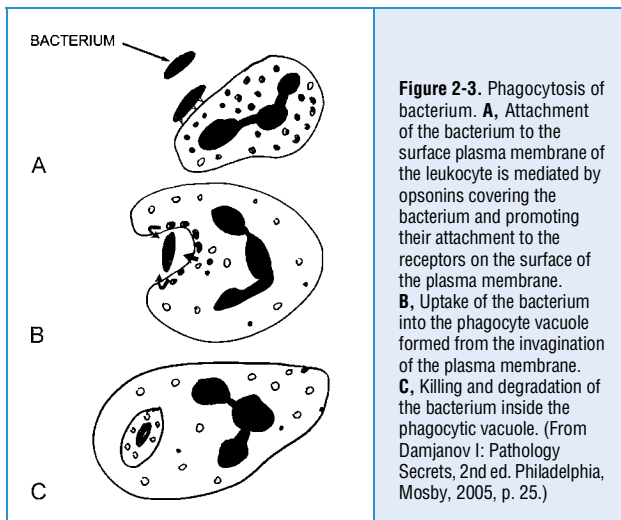 BACTERIUM
A
B
C
Figure 2-3. Phagocytosis of
bacterium. A, Attachment
of the bacterium to the
surface plasma membrane of
the leukocyte is mediated by
opsonins covering the
bacterium and promoting
their attachment to the
receptors on the surface of
the plasma membrane.
B, Uptake of the bacterium
into the phagocyte vacuole
formed from the invagination
of the plasma membrane.
C, Killing and degradation of
the bacterium inside the
phagocytic vacuole. (From
Damjanov I: Pathology
Secrets, 2nd ed. Philadelphia,
Mosby, 2005, p. 25.)